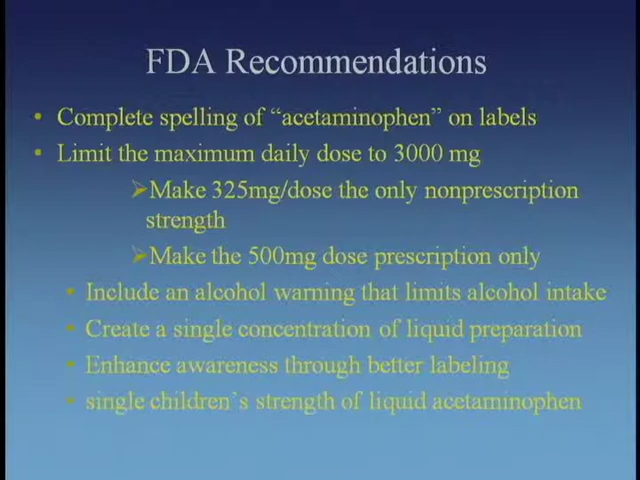 FDA Recommendations
• Complete spelling of “acetaminophen” on labels
• Limit the maximum daily dose to 3000 mg
➢Make 325mg/dose the only nonprescription
strength
➢Make the 500mg dose prescription only
• Include an alcohol warning that limits alcohol intake
• Create a single concentration of liquid preparation
• Enhance awareness through better labeling
• single children’s strength of liquid acetaminophen